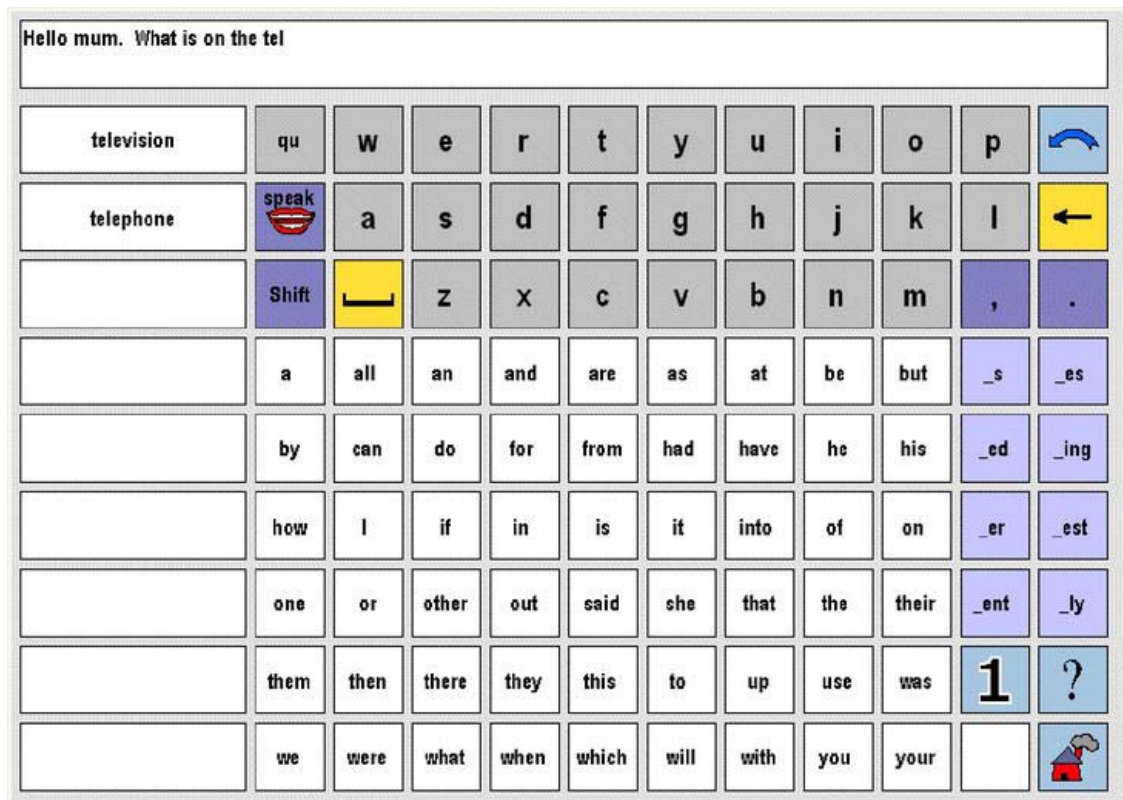 Hello mum.  What is on the tel
television qu w e r t y u i o p
telephone speak a s d f g h j k l
Shift z x c v b n m , .
a all an and are as at be but _s _es
by can do for from had have he his _ed _ing
how I if in is it into of on _er _est
one or other out said she that the their _ent _ly
them then there they this to up use was 1 ?
we were what when which will with you your